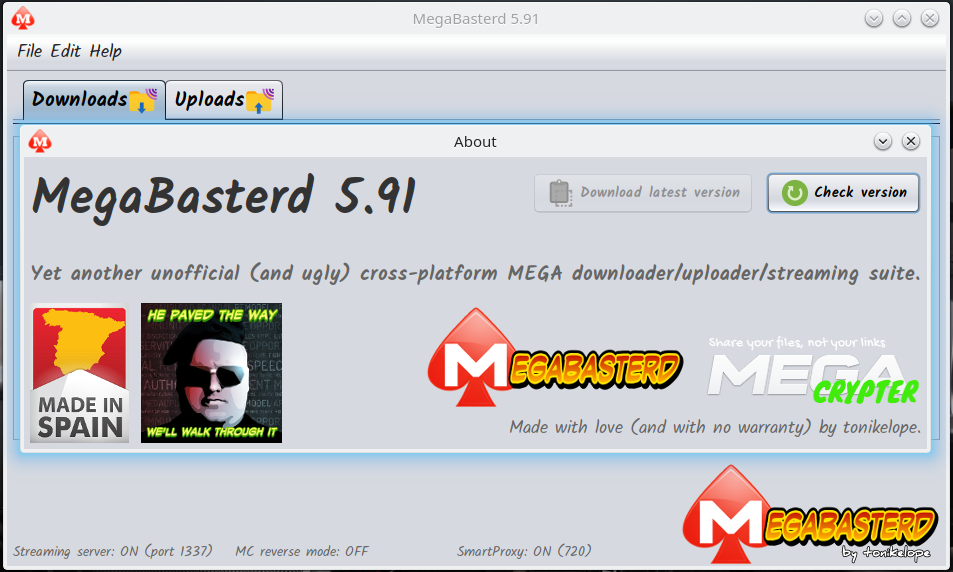 MegaBasterd 5.91
File Edit Help
Downloads Uploads
M About
MegaBasterd 5.91 Download latest version Check version
Yet another unofficial (and ugly) cross-platform MEGA downloader/uploader/streaming suite.
MADE IN
SPAIN
HE PAVED THE WAY
WE'LL WALK THROUGH IT
MEGABASTERD
Share your files, not your links
MEGA
CRYPTER
Made with love (and with no warranty) by tonikelope.
MEGABASTERD
by tonikelope
Streaming server: ON (port 1337) MC reverse mode: OFF SmartProxy: ON (720)